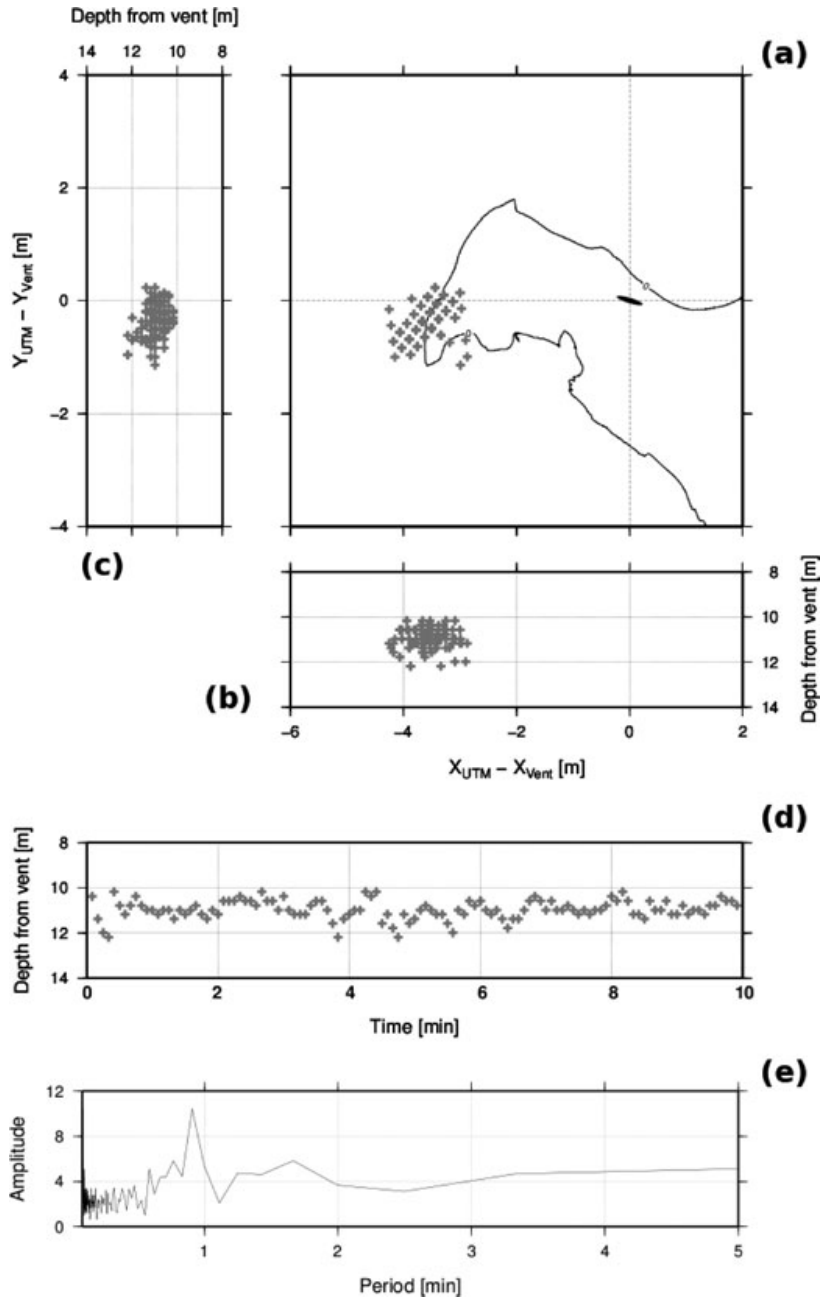 Depth from vent [m]
14 12 10 8
(a)
4
2
0
−2
−4
Y_UTM − Y_Vent [m]
0
0
(c)
8
10
12
14
Depth from vent [m]
(b)
−6 −4 −2 0 2
X_UTM − X_Vent [m]
(d)
8
10
12
14
Depth from vent [m]
0 2 4 6 8 10
Time [min]
(e)
12
8
4
0
Amplitude
1 2 3 4 5
Period [min]